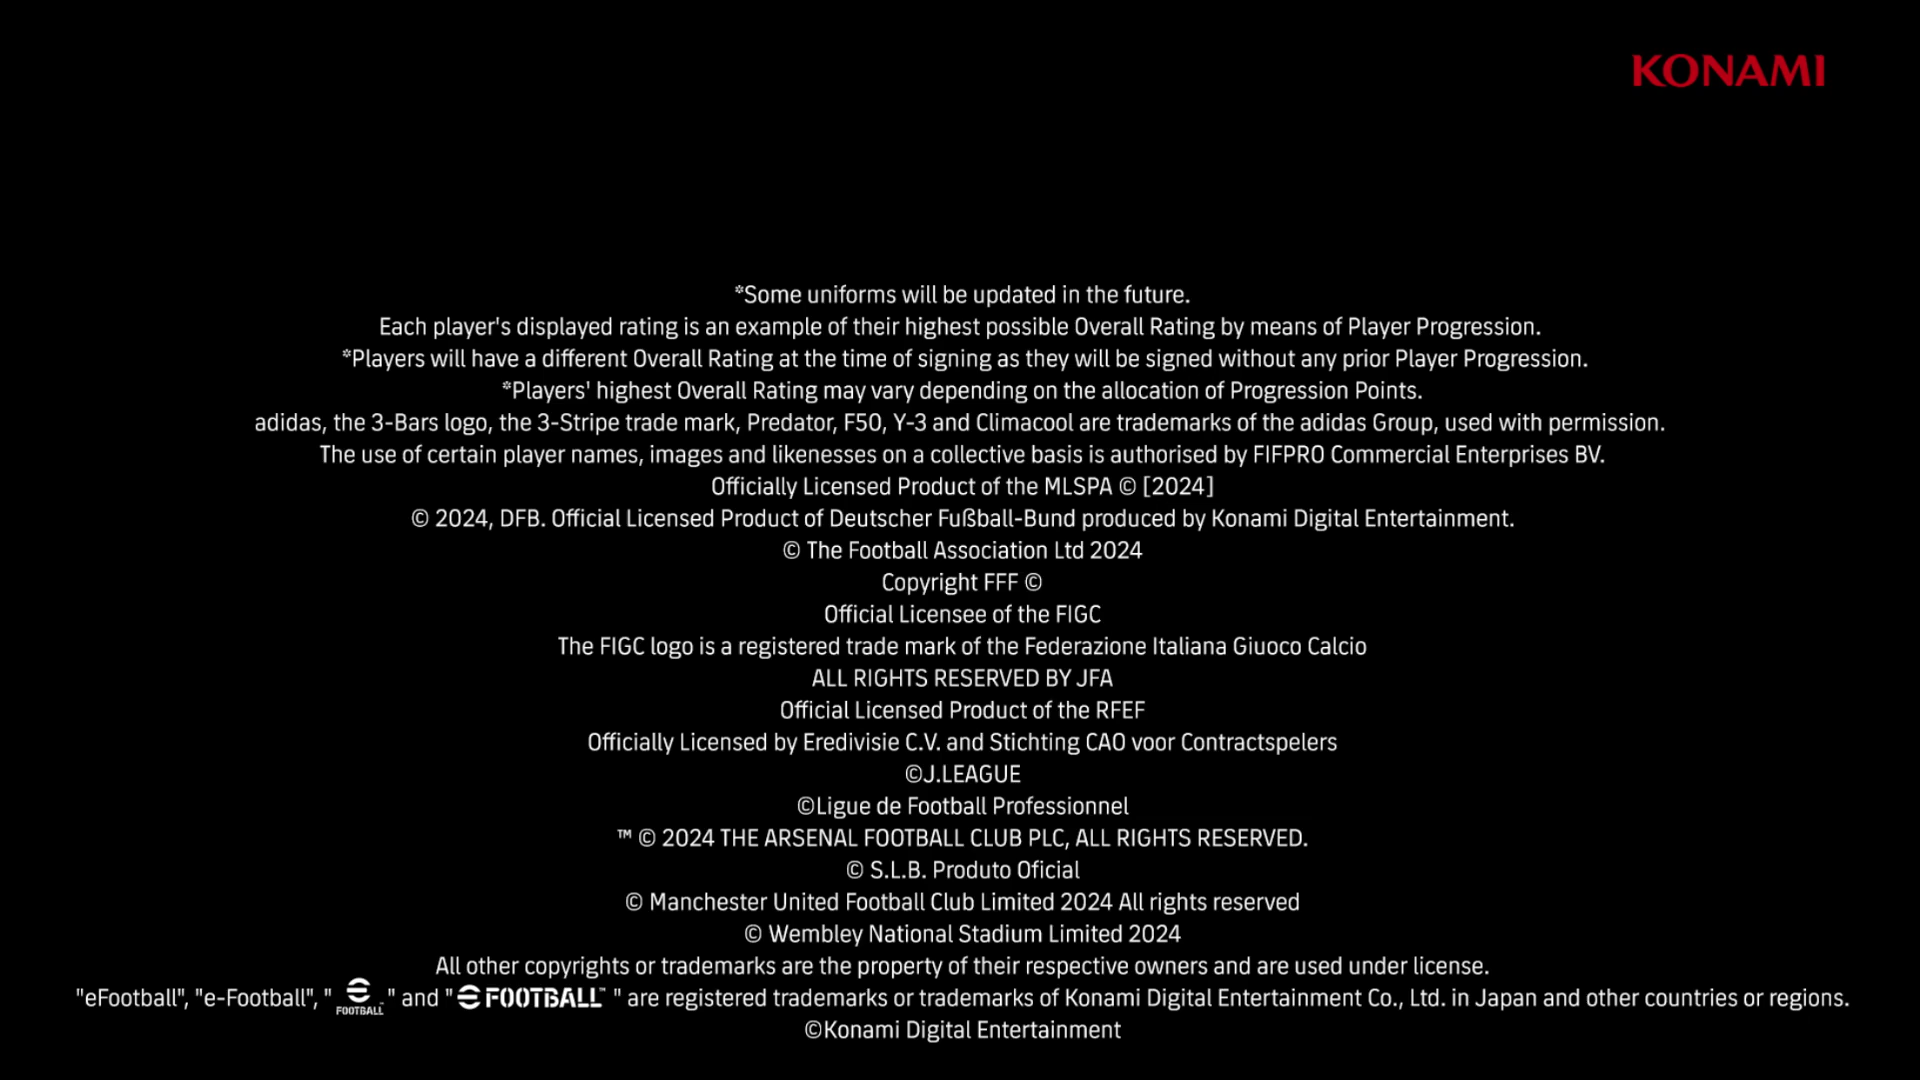 KONAMI
*Some uniforms will be updated in the future.
Each player's displayed rating is an example of their highest possible Overall Rating by means of Player Progression.
*Players will have a different Overall Rating at the time of signing as they will be signed without any prior Player Progression.
*Players' highest Overall Rating may vary depending on the allocation of Progression Points.
adidas, the 3-Bars logo, the 3-Stripe trade mark, Predator, F50, Y-3 and Climacool are trademarks of the adidas Group, used with permission.
The use of certain player names, images and likenesses on a collective basis is authorised by FIFPRO Commercial Enterprises BV.
Officially Licensed Product of the MLSPA © [2024]
© 2024, DFB. Official Licensed Product of Deutscher Fußball-Bund produced by Konami Digital Entertainment.
© The Football Association Ltd 2024
Copyright FFF ©
Official Licensee of the FIGC
The FIGC logo is a registered trade mark of the Federazione Italiana Giuoco Calcio
ALL RIGHTS RESERVED BY JFA
Official Licensed Product of the RFEF
Officially Licensed by Eredivisie C.V. and Stichting CAO voor Contractspelers
©J.LEAGUE
©Ligue de Football Professionnel
™ © 2024 THE ARSENAL FOOTBALL CLUB PLC, ALL RIGHTS RESERVED.
© S.L.B. Produto Oficial
© Manchester United Football Club Limited 2024 All rights reserved
© Wembley National Stadium Limited 2024
All other copyrights or trademarks are the property of their respective owners and are used under license.
"eFootball", "e-Football", " e FOOTBALL™ " and " eFOOTBALL™ " are registered trademarks or trademarks of Konami Digital Entertainment Co., Ltd. in Japan and other countries or regions.
©Konami Digital Entertainment